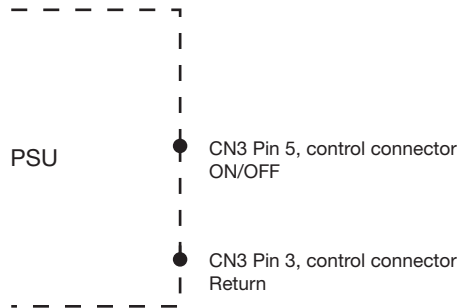 PSU
CN3 Pin 5, control connector
ON/OFF
CN3 Pin 3, control connector
Return